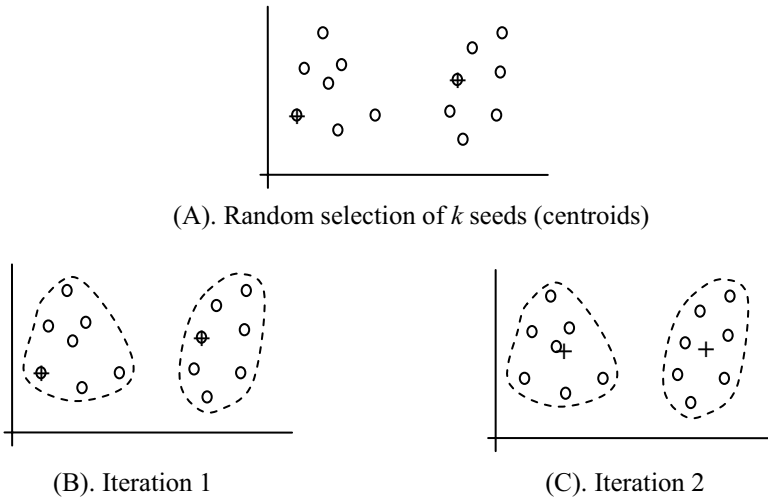 (A). Random selection of k seeds (centroids)
(B). Iteration 1
(C). Iteration 2